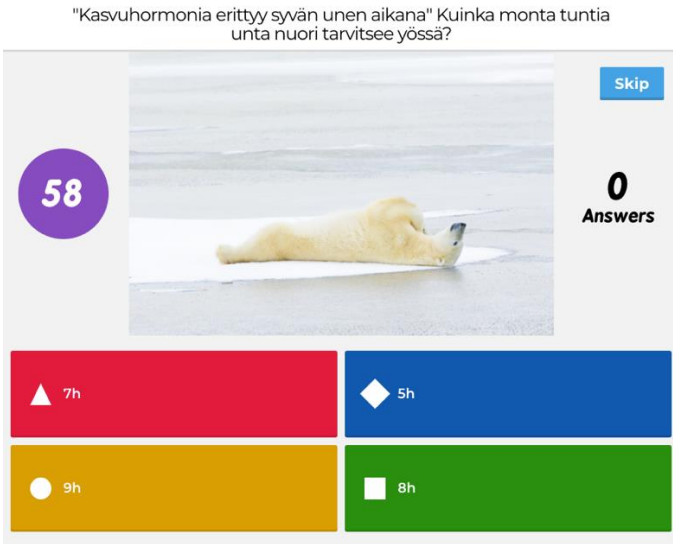 "Kasvuhormonia erittyy syvän unen aikana" Kuinka monta tuntia
unta nuori tarvitsee yössä?
Skip
58
0
Answers
7h
5h
9h
8h